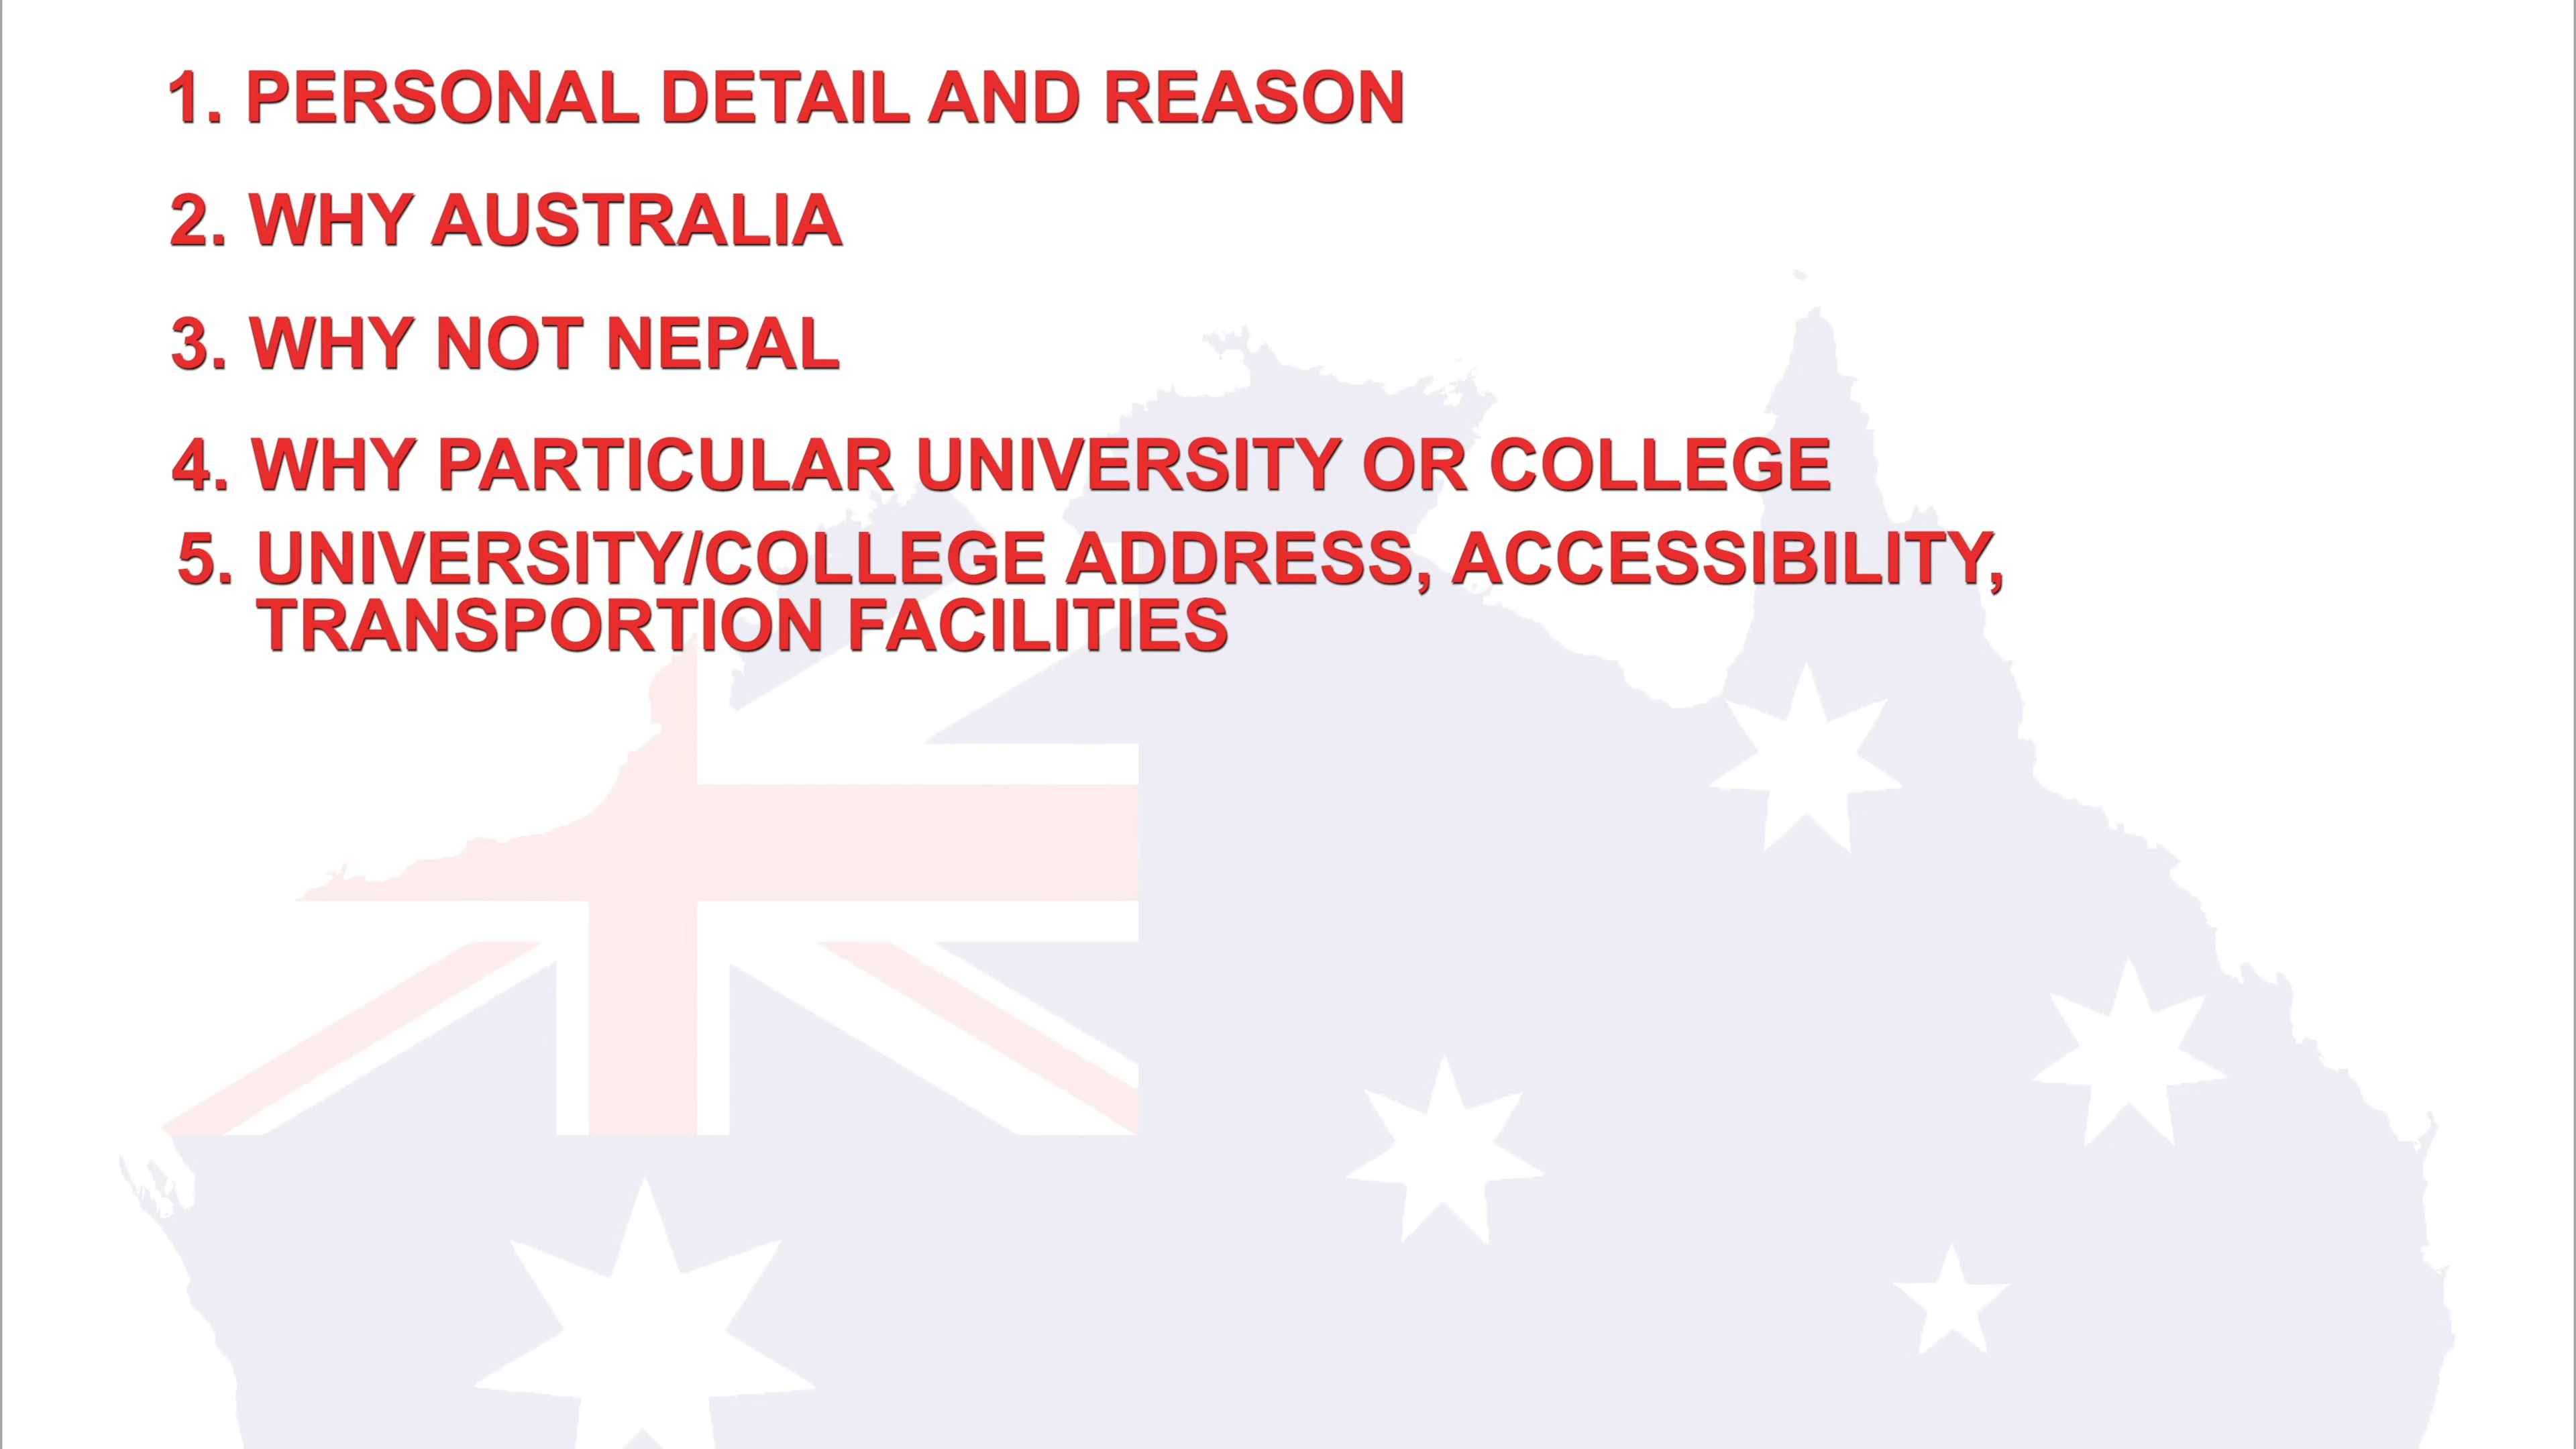 1. PERSONAL DETAIL AND REASON
2. WHY AUSTRALIA
3. WHY NOT NEPAL
4. WHY PARTICULAR UNIVERSITY OR COLLEGE
5. UNIVERSITY/COLLEGE ADDRESS, ACCESSIBILITY,
TRANSPORTION FACILITIES